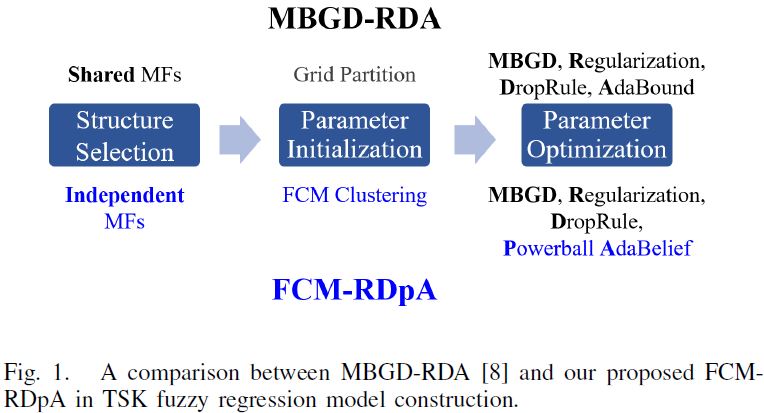 MBGD-RDA
Shared MFs
Grid Partition
MBGD, Regularization,
DropRule, AdaBound
Structure
Selection
Parameter
Initialization
Parameter
Optimization
Independent
MFs
FCM Clustering
MBGD, Regularization,
DropRule,
Powerball AdaBelief
FCM-RDpA
Fig. 1. A comparison between MBGD-RDA [8] and our proposed FCM-
RDpA in TSK fuzzy regression model construction.